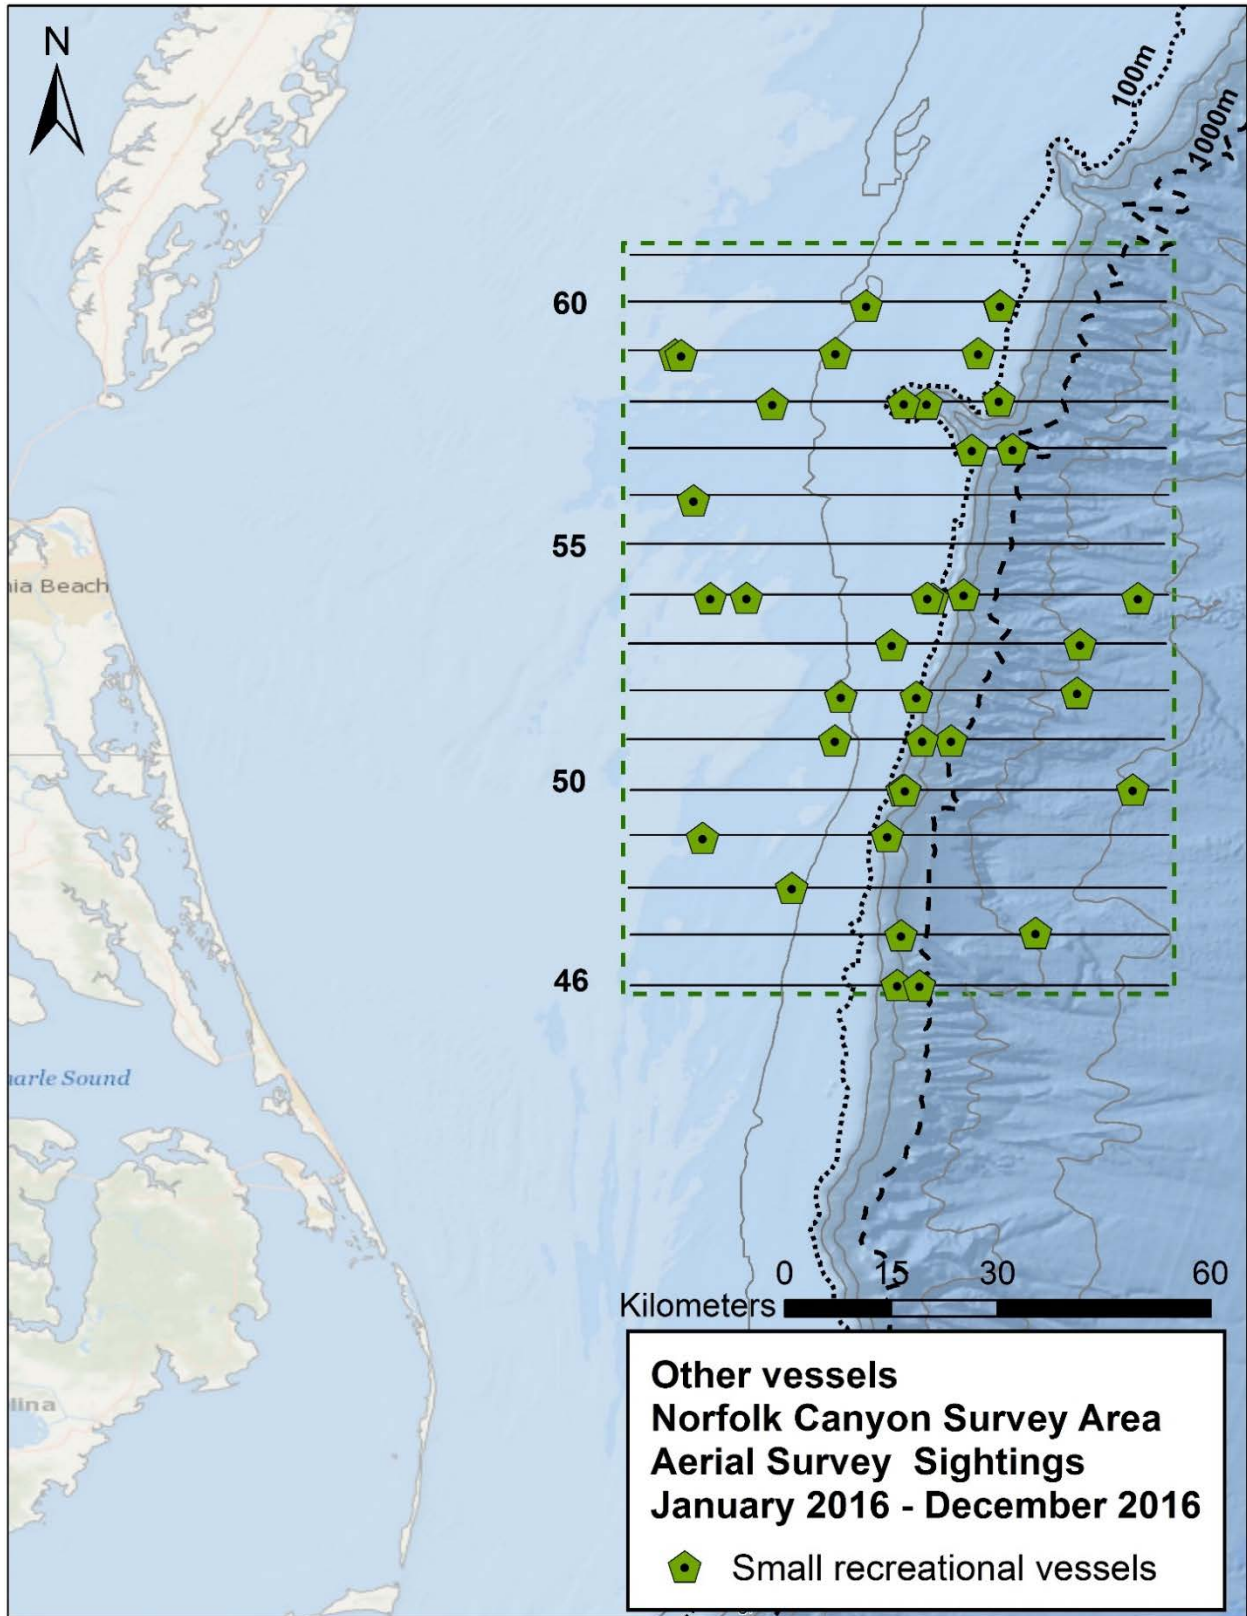 N
100m
1000m
60
55
nia Beach
50
46
arle Sound
0 15 30 60
Kilometers
lina
Other vessels
Norfolk Canyon Survey Area
Aerial Survey Sightings
January 2016 - December 2016
Small recreational vessels